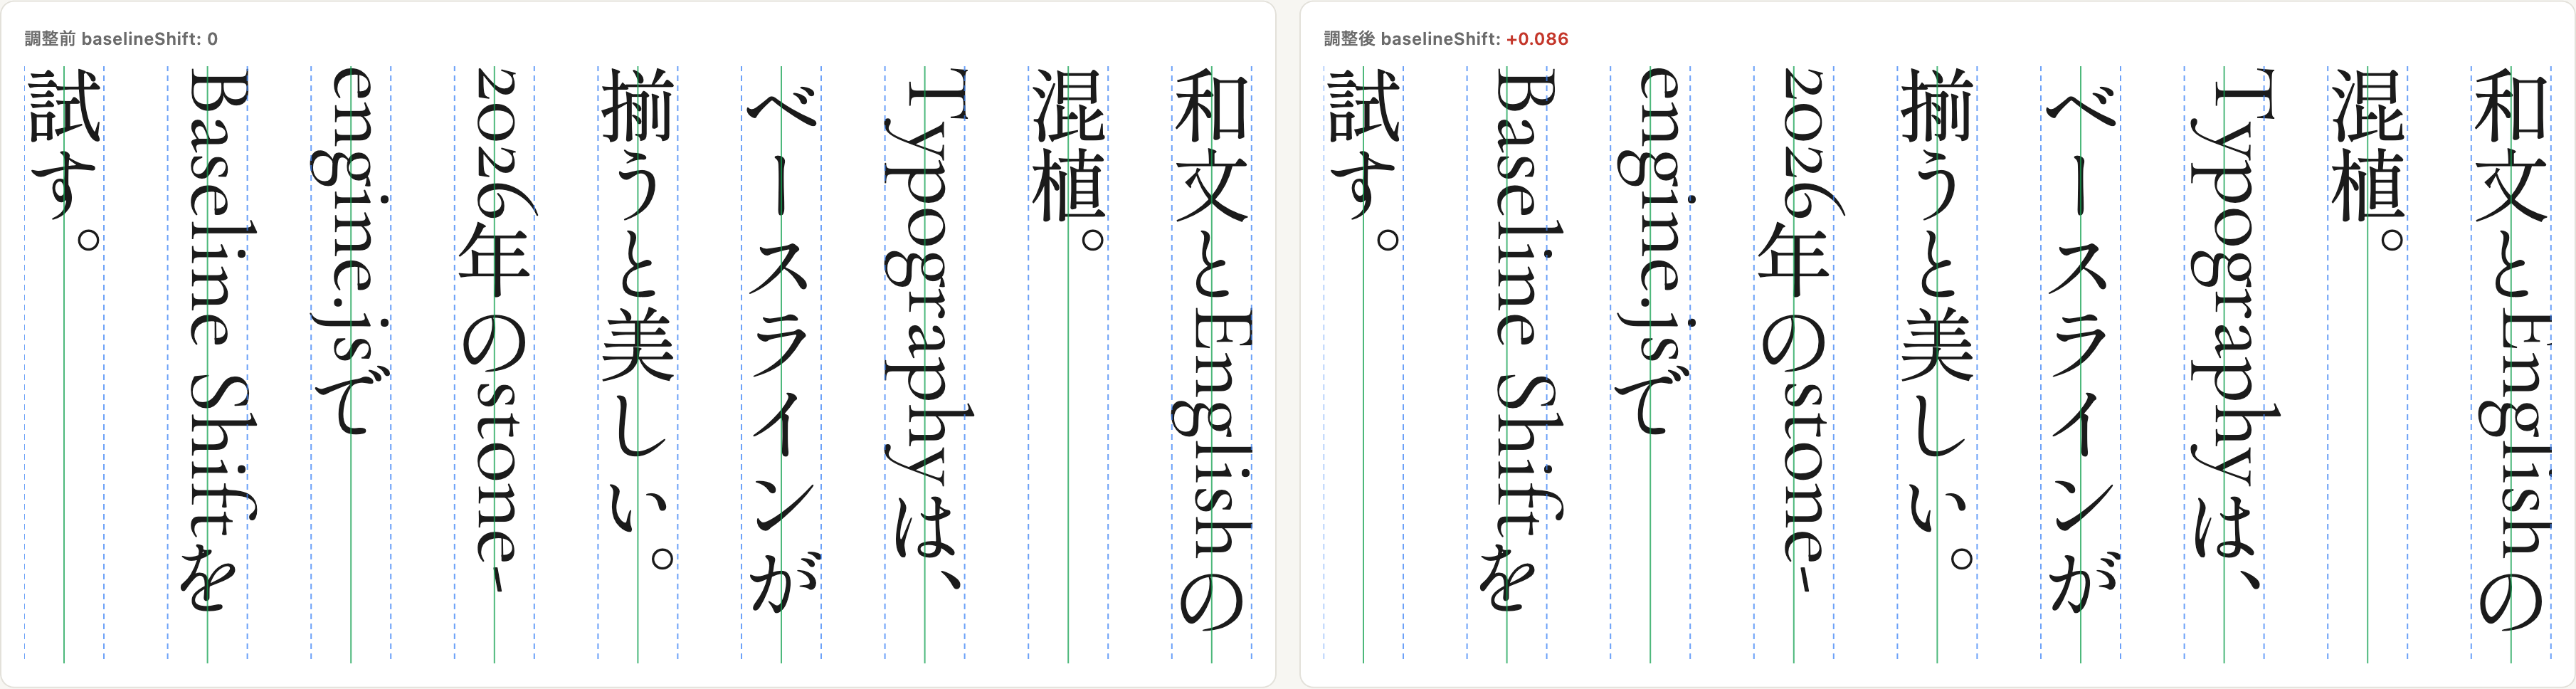 調整前 baselineShift: 0
和文とEnglishの
混植。
Typographyは、
ベースラインが
揃うと美しい。
2026年のstone-
engine.jsで
Baseline Shiftを
試す。
調整後 baselineShift: +0.086
和文とEnglishの
混植。
Typographyは、
ベースラインが
揃うと美しい。
2026年のstone-
engine.jsで
Baseline Shiftを
試す。